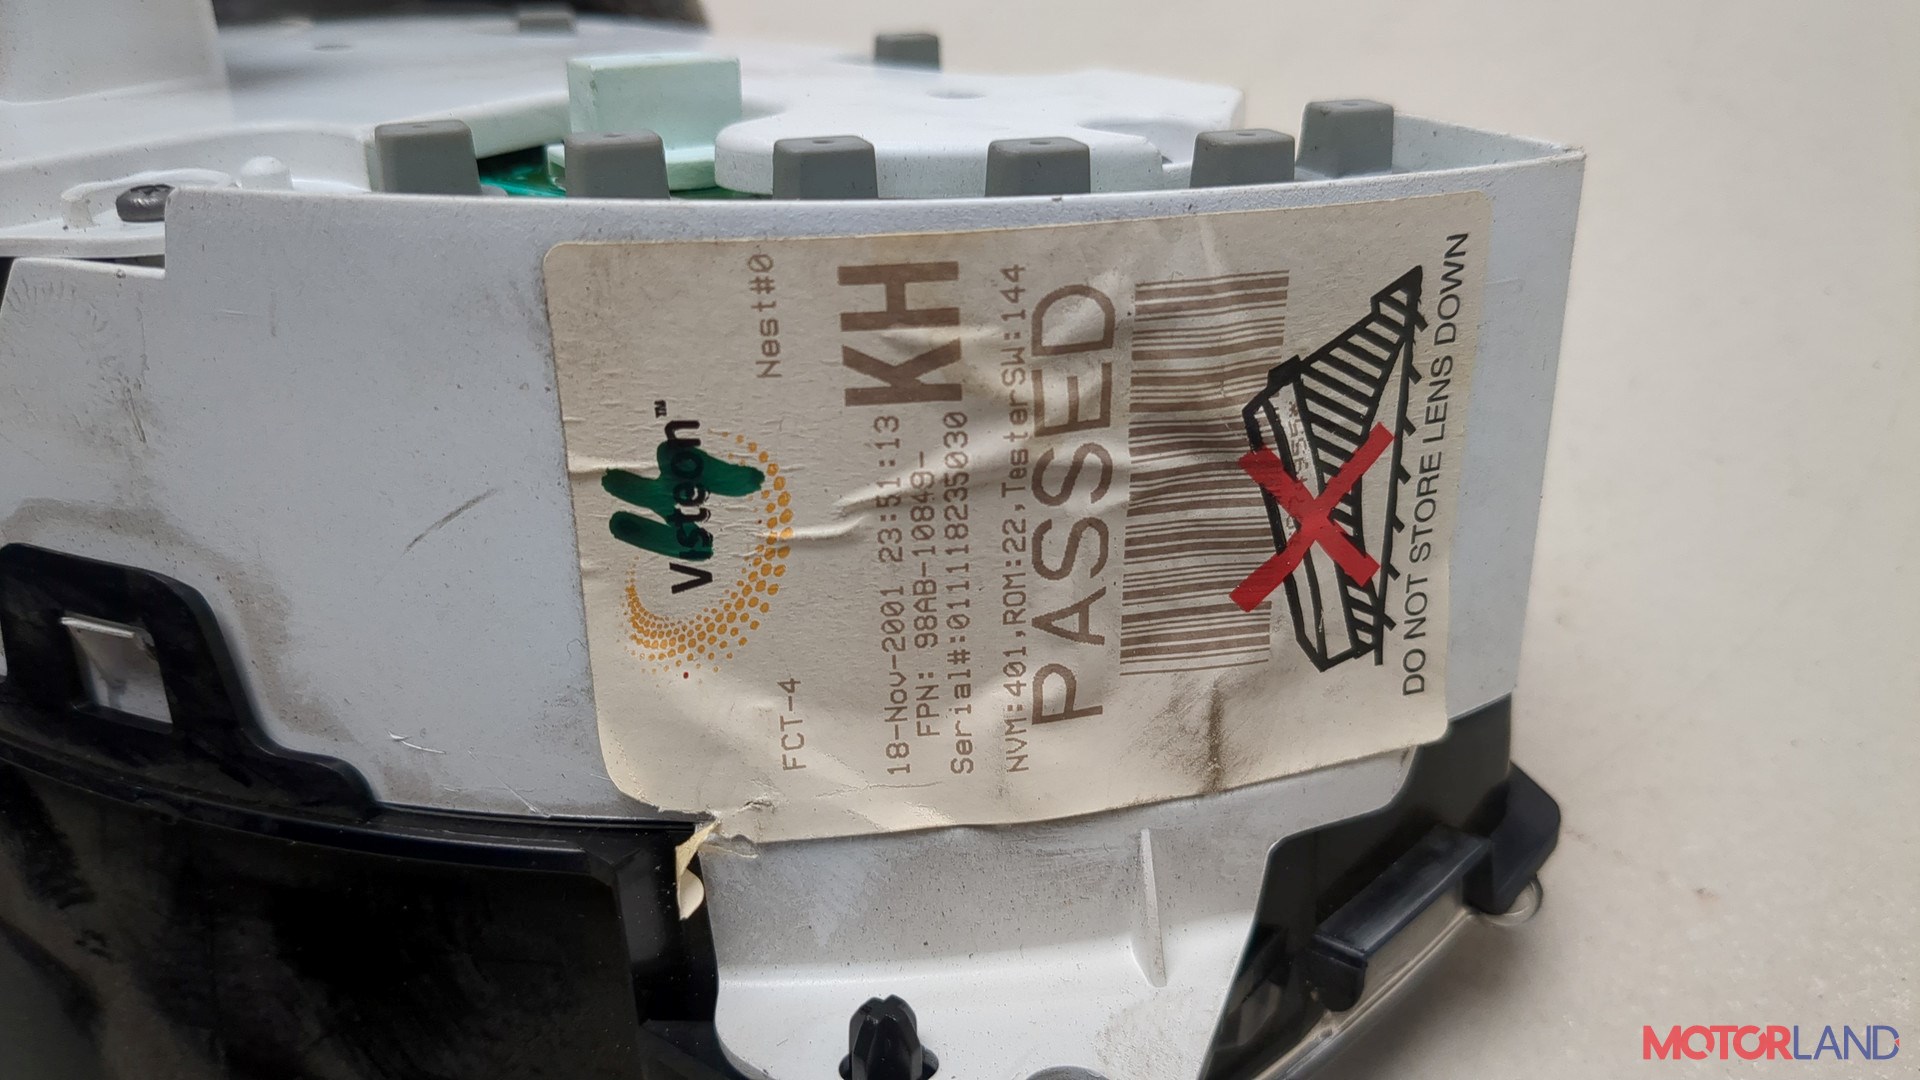 Visteon™
FCT-4 Nest#0
18-Nov-2001 23:51:13 KH
FPN: 98AB-10849-
Serial#:011118235030
NVM:401,ROM:22,TesterSW:144
PASSED
DO NOT STORE LENS DOWN
MOTORLAND